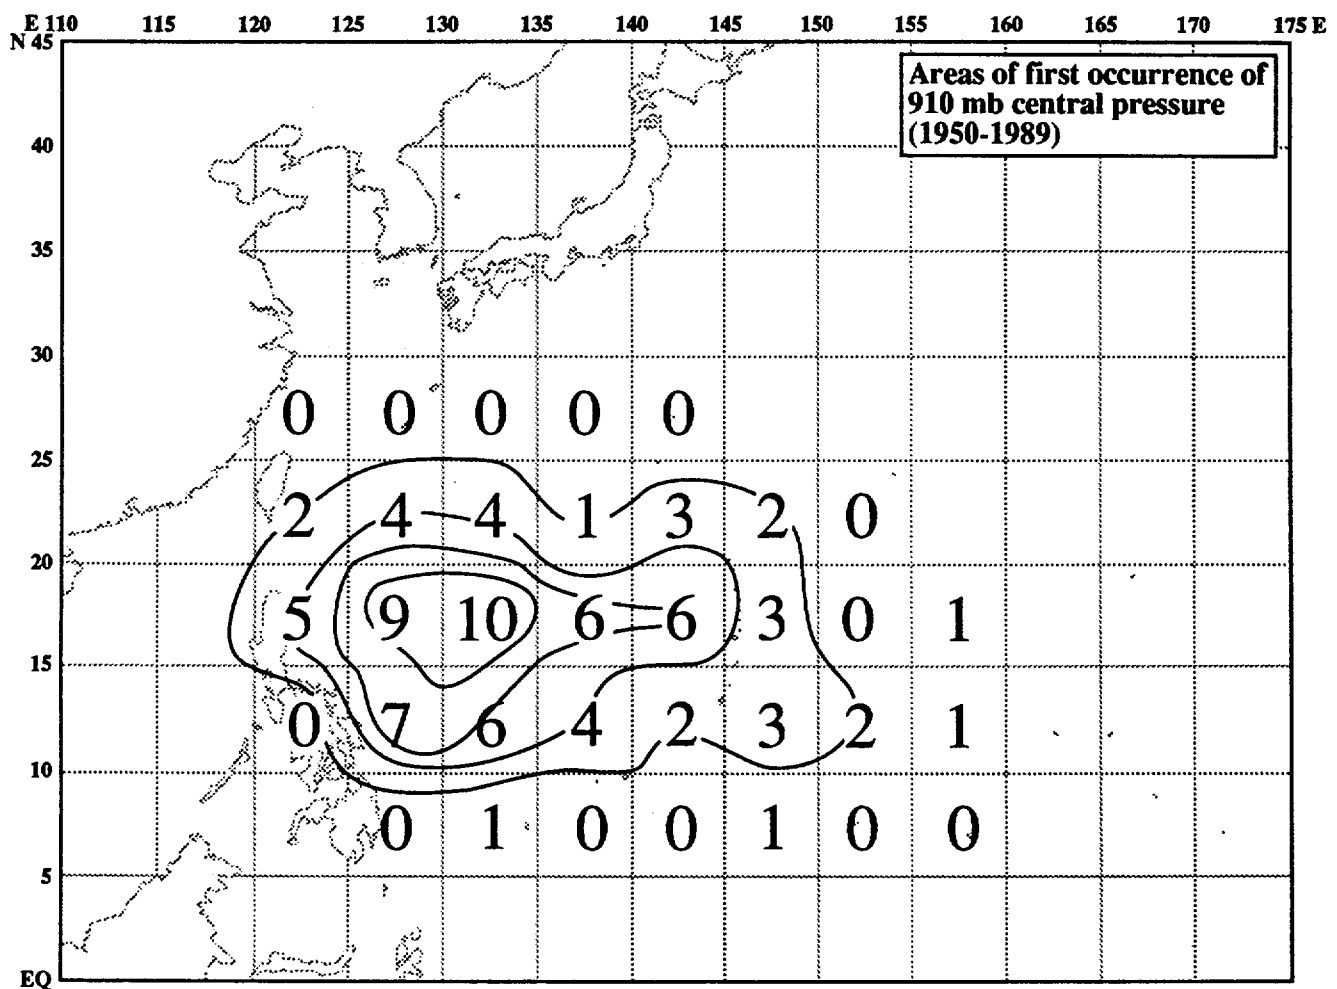 E 110 115 120 125 130 135 140 145 150 155 160 165 170 175 E
N 45
Areas of first occurrence of
910 mb central pressure
(1950-1989)
40
35
30
0 0 0 0 0
25
2 4 4 1 3 2 0
20
5 9 10 6 6 3 0 1
15
0 7 6 4 2 3 2 1
10
0 1 0 0 1 0 0
5
EQ